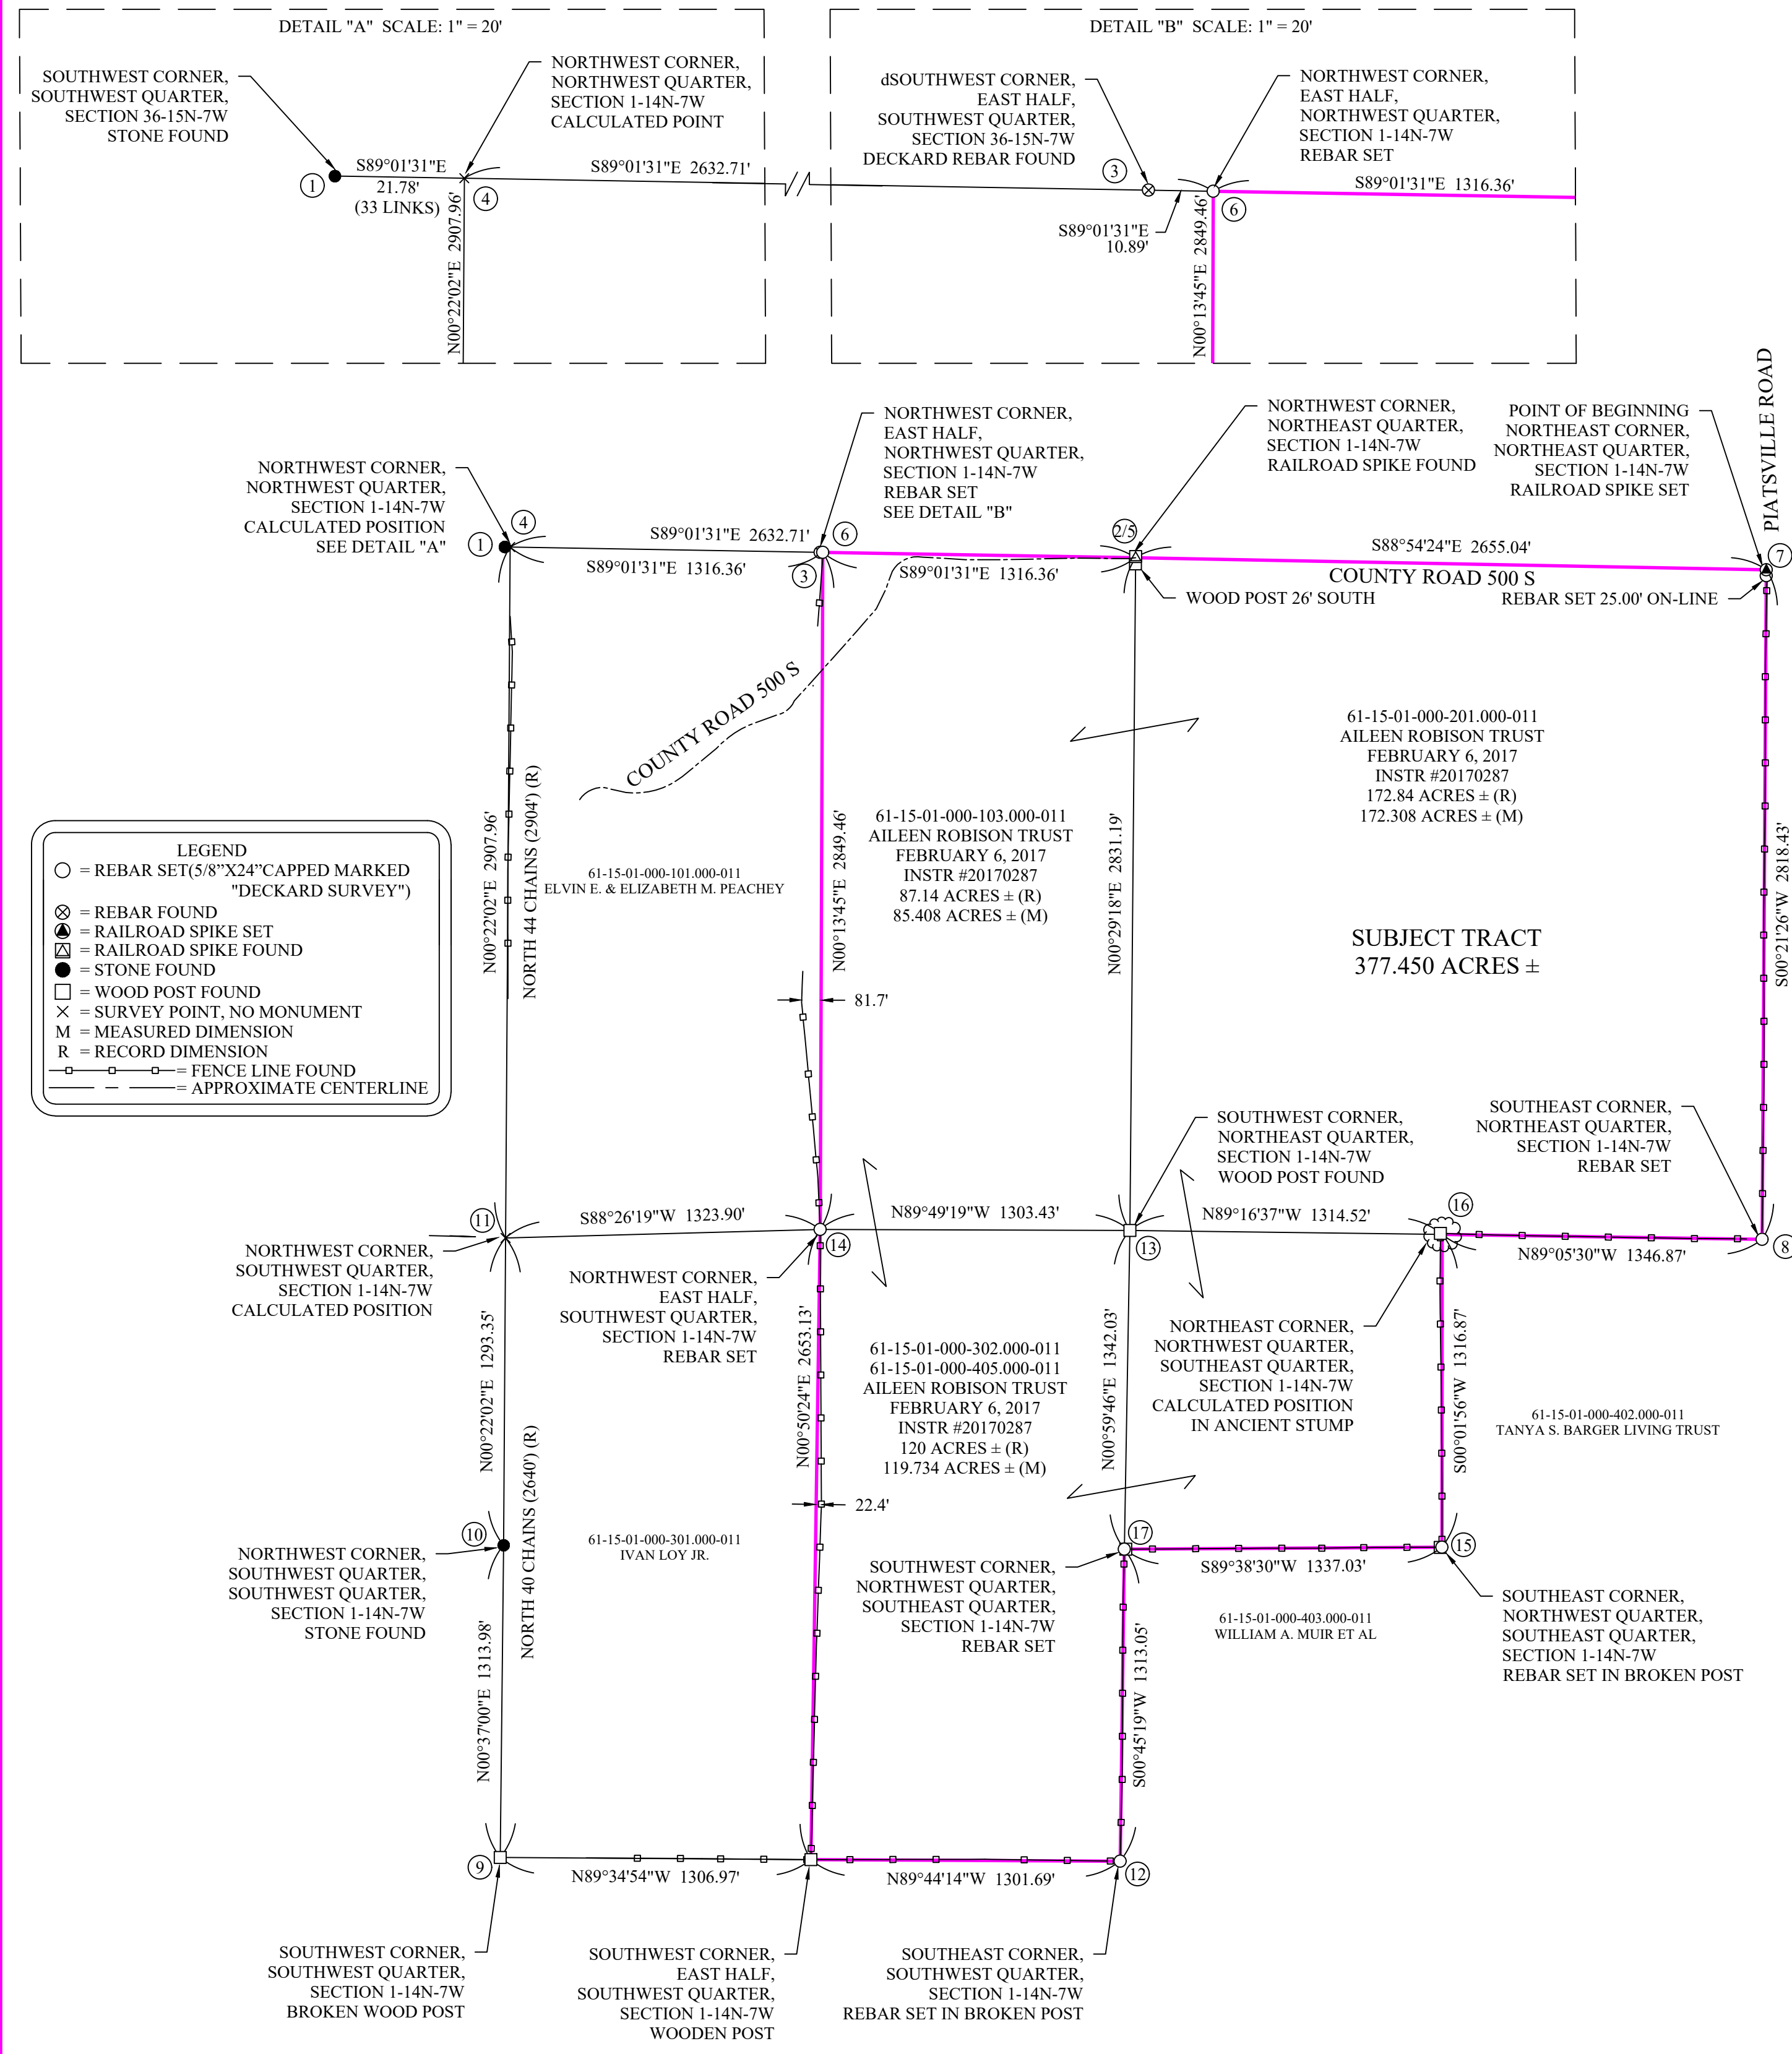 DETAIL "A"  SCALE: 1" = 20'
SOUTHWEST CORNER,
SOUTHWEST QUARTER,
SECTION 36-15N-7W
STONE FOUND
NORTHWEST CORNER,
NORTHWEST QUARTER,
SECTION 1-14N-7W
CALCULATED POINT
S89°01'31"E
21.78'
(33 LINKS)
1
4
S89°01'31"E  2632.71'
N00°22'02"E  2907.96'
DETAIL "B"  SCALE: 1" = 20'
dSOUTHWEST CORNER,
EAST HALF,
SOUTHWEST QUARTER,
SECTION 36-15N-7W
DECKARD REBAR FOUND
NORTHWEST CORNER,
EAST HALF,
NORTHWEST QUARTER,
SECTION 1-14N-7W
REBAR SET
3
6
S89°01'31"E  1316.36'
S89°01'31"E
10.89'
N00°13'45"E  2849.46'
NORTHWEST CORNER,
NORTHWEST QUARTER,
SECTION 1-14N-7W
CALCULATED POSITION
SEE DETAIL "A"
4
1
NORTHWEST CORNER,
EAST HALF,
NORTHWEST QUARTER,
SECTION 1-14N-7W
REBAR SET
SEE DETAIL "B"
6
3
NORTHWEST CORNER,
NORTHEAST QUARTER,
SECTION 1-14N-7W
RAILROAD SPIKE FOUND
2/5
POINT OF BEGINNING
NORTHEAST CORNER,
NORTHEAST QUARTER,
SECTION 1-14N-7W
RAILROAD SPIKE SET
PIATSVILLE ROAD
7
S89°01'31"E  2632.71'
S89°01'31"E  1316.36'
S89°01'31"E  1316.36'
S88°54'24"E  2655.04'
COUNTY ROAD 500 S
WOOD POST 26' SOUTH
REBAR SET 25.00' ON-LINE
COUNTY ROAD 500 S
61-15-01-000-201.000-011
AILEEN ROBISON TRUST
FEBRUARY 6, 2017
INSTR #20170287
172.84 ACRES ± (R)
172.308 ACRES ± (M)
61-15-01-000-103.000-011
AILEEN ROBISON TRUST
FEBRUARY 6, 2017
INSTR #20170287
87.14 ACRES ± (R)
85.408 ACRES ± (M)
61-15-01-000-101.000-011
ELVIN E. & ELIZABETH M. PEACHEY
N00°22'02"E  2907.96'
NORTH 44 CHAINS (2904') (R)
N00°13'45"E  2849.46'
N00°29'18"E  2831.19'
S00°21'26"W  2818.43'
SUBJECT TRACT
377.450 ACRES ±
LEGEND
= REBAR SET(5/8"X24"CAPPED MARKED
"DECKARD SURVEY")
= REBAR FOUND
= RAILROAD SPIKE SET
= RAILROAD SPIKE FOUND
= STONE FOUND
= WOOD POST FOUND
= SURVEY POINT, NO MONUMENT
M = MEASURED DIMENSION
R = RECORD DIMENSION
= FENCE LINE FOUND
= APPROXIMATE CENTERLINE
81.7'
SOUTHWEST CORNER,
NORTHEAST QUARTER,
SECTION 1-14N-7W
WOOD POST FOUND
SOUTHEAST CORNER,
NORTHEAST QUARTER,
SECTION 1-14N-7W
REBAR SET
11
S88°26'19"W  1323.90'
14
N89°49'19"W  1303.43'
13
N89°16'37"W  1314.52'
16
N89°05'30"W  1346.87'
8
NORTHWEST CORNER,
SOUTHWEST QUARTER,
SECTION 1-14N-7W
CALCULATED POSITION
NORTHWEST CORNER,
EAST HALF,
SOUTHWEST QUARTER,
SECTION 1-14N-7W
REBAR SET
NORTHEAST CORNER,
NORTHWEST QUARTER,
SOUTHEAST QUARTER,
SECTION 1-14N-7W
CALCULATED POSITION
IN ANCIENT STUMP
61-15-01-000-302.000-011
61-15-01-000-405.000-011
AILEEN ROBISON TRUST
FEBRUARY 6, 2017
INSTR #20170287
120 ACRES ± (R)
119.734 ACRES ± (M)
N00°22'02"E  1293.35'
NORTH 40 CHAINS (2640') (R)
N00°50'24"E  2653.13'
N00°59'46"E  1342.03'
S00°01'56"W  1316.87'
61-15-01-000-402.000-011
TANYA S. BARGER LIVING TRUST
22.4'
10
NORTHWEST CORNER,
SOUTHWEST QUARTER,
SOUTHWEST QUARTER,
SECTION 1-14N-7W
STONE FOUND
61-15-01-000-301.000-011
IVAN LOY JR.
17
SOUTHWEST CORNER,
NORTHWEST QUARTER,
SOUTHEAST QUARTER,
SECTION 1-14N-7W
REBAR SET
S89°38'30"W  1337.03'
15
61-15-01-000-403.000-011
WILLIAM A. MUIR ET AL
SOUTHEAST CORNER,
NORTHWEST QUARTER,
SOUTHEAST QUARTER,
SECTION 1-14N-7W
REBAR SET IN BROKEN POST
N00°37'00"E  1313.98'
S00°45'19"W  1313.05'
9
N89°34'54"W  1306.97'
N89°44'14"W  1301.69'
12
SOUTHWEST CORNER,
SOUTHWEST QUARTER,
SECTION 1-14N-7W
BROKEN WOOD POST
SOUTHWEST CORNER,
EAST HALF,
SOUTHWEST QUARTER,
SECTION 1-14N-7W
WOODEN POST
SOUTHEAST CORNER,
SOUTHWEST QUARTER,
SECTION 1-14N-7W
REBAR SET IN BROKEN POST